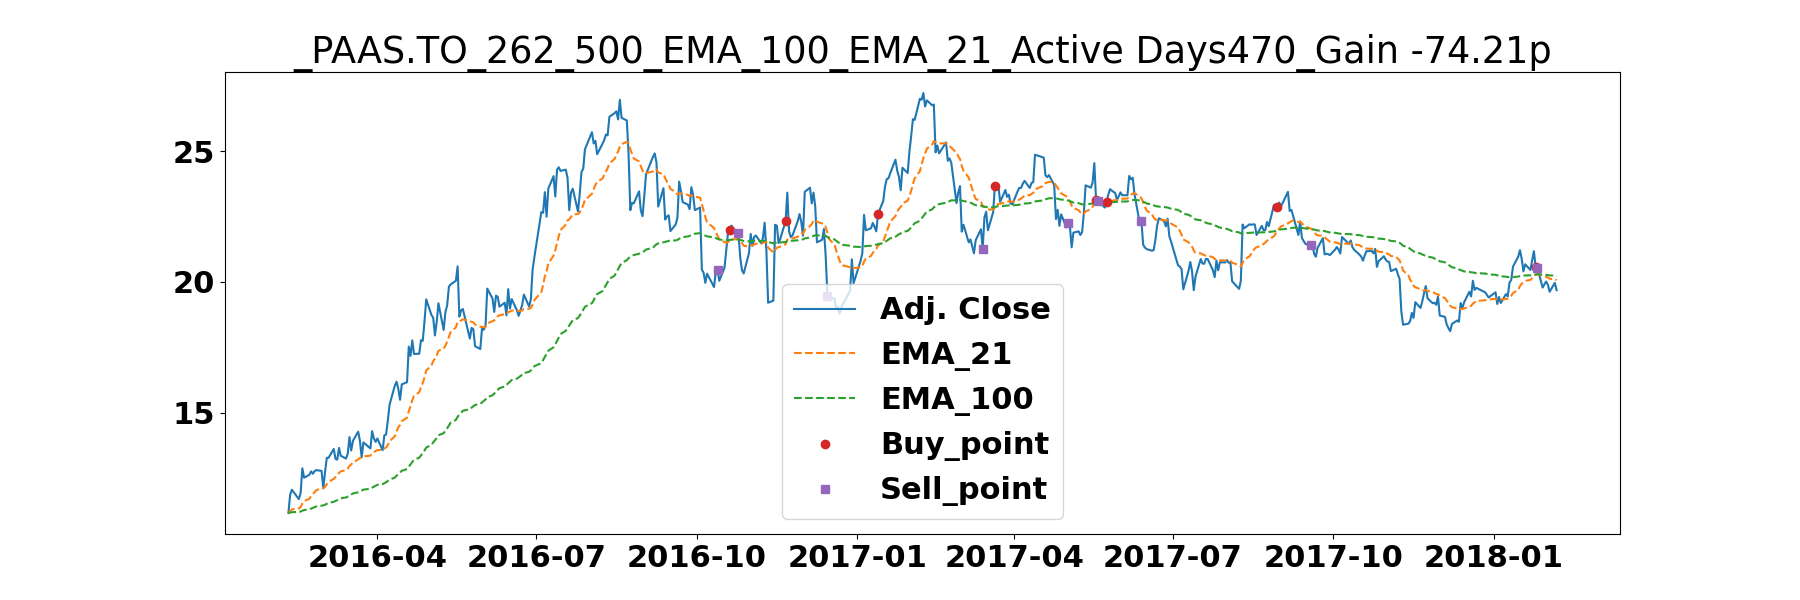 _PAAS.TO_262_500_EMA_100_EMA_21_Active Days470_Gain -74.21p
25
20
15
Adj. Close
EMA_21
EMA_100
Buy_point
Sell_point
2016-04 2016-07 2016-10 2017-01 2017-04 2017-07 2017-10 2018-01